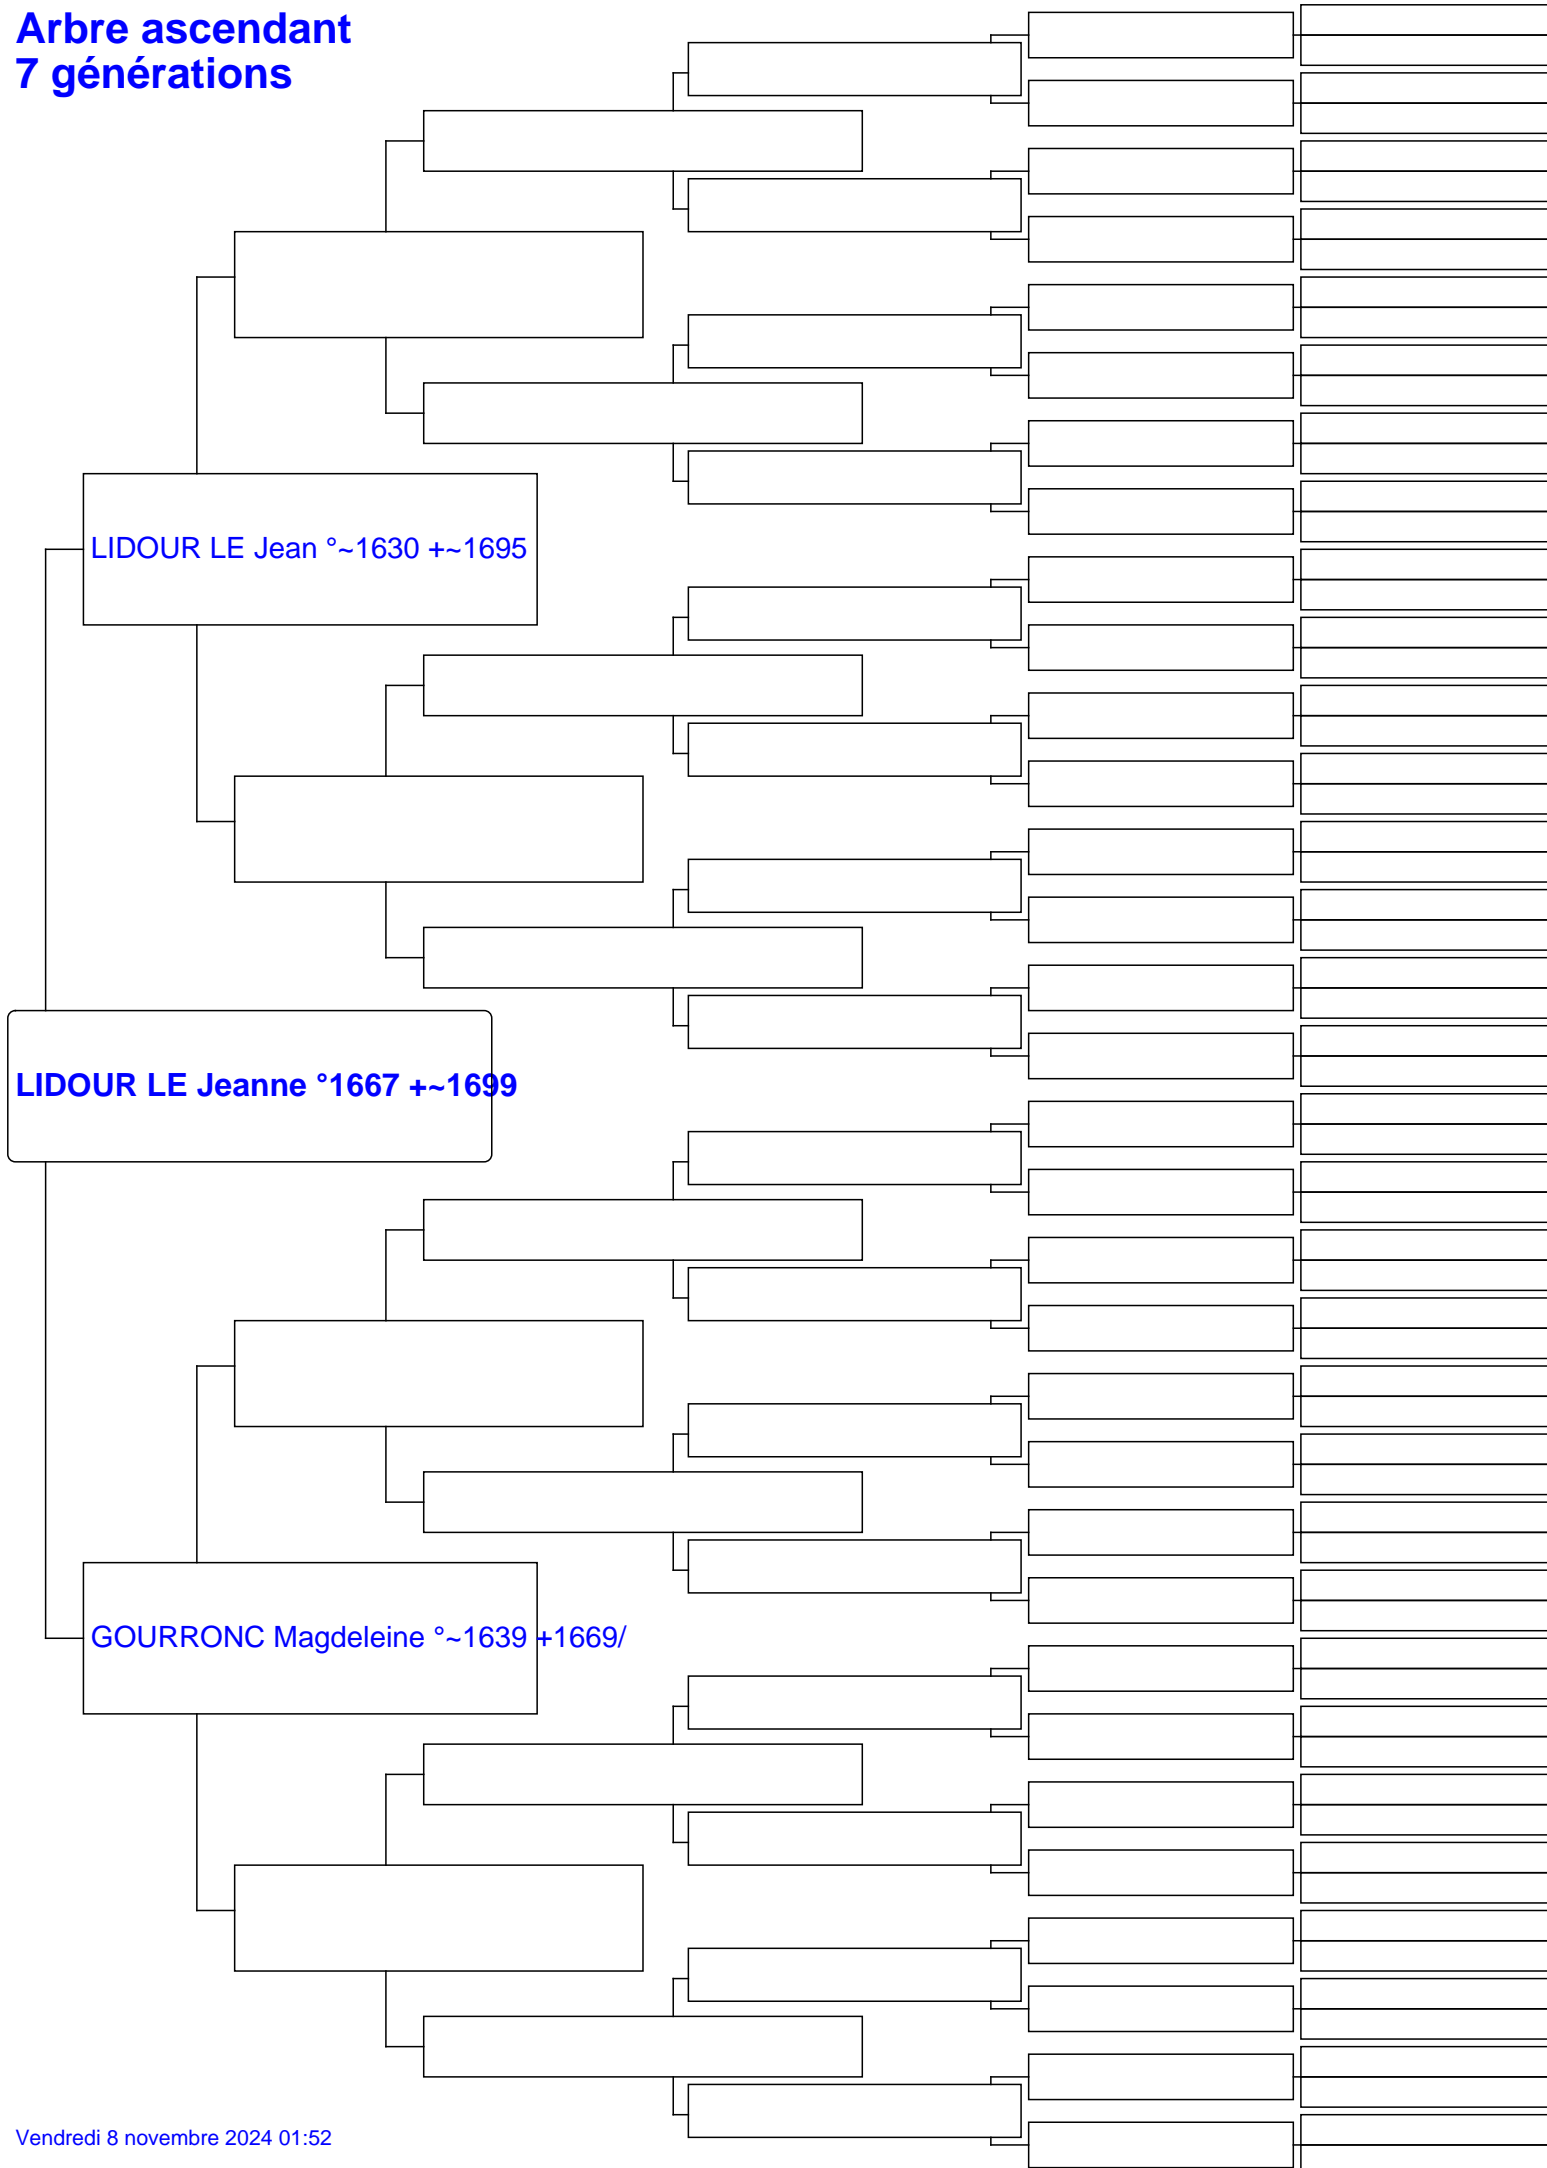 Arbre ascendant
7 générations
LIDOUR LE Jean °~1630 +~1695
LIDOUR LE Jeanne °1667 +~1699
GOURRONC Magdeleine °~1639 +1669/
Vendredi 8 novembre 2024 01:52